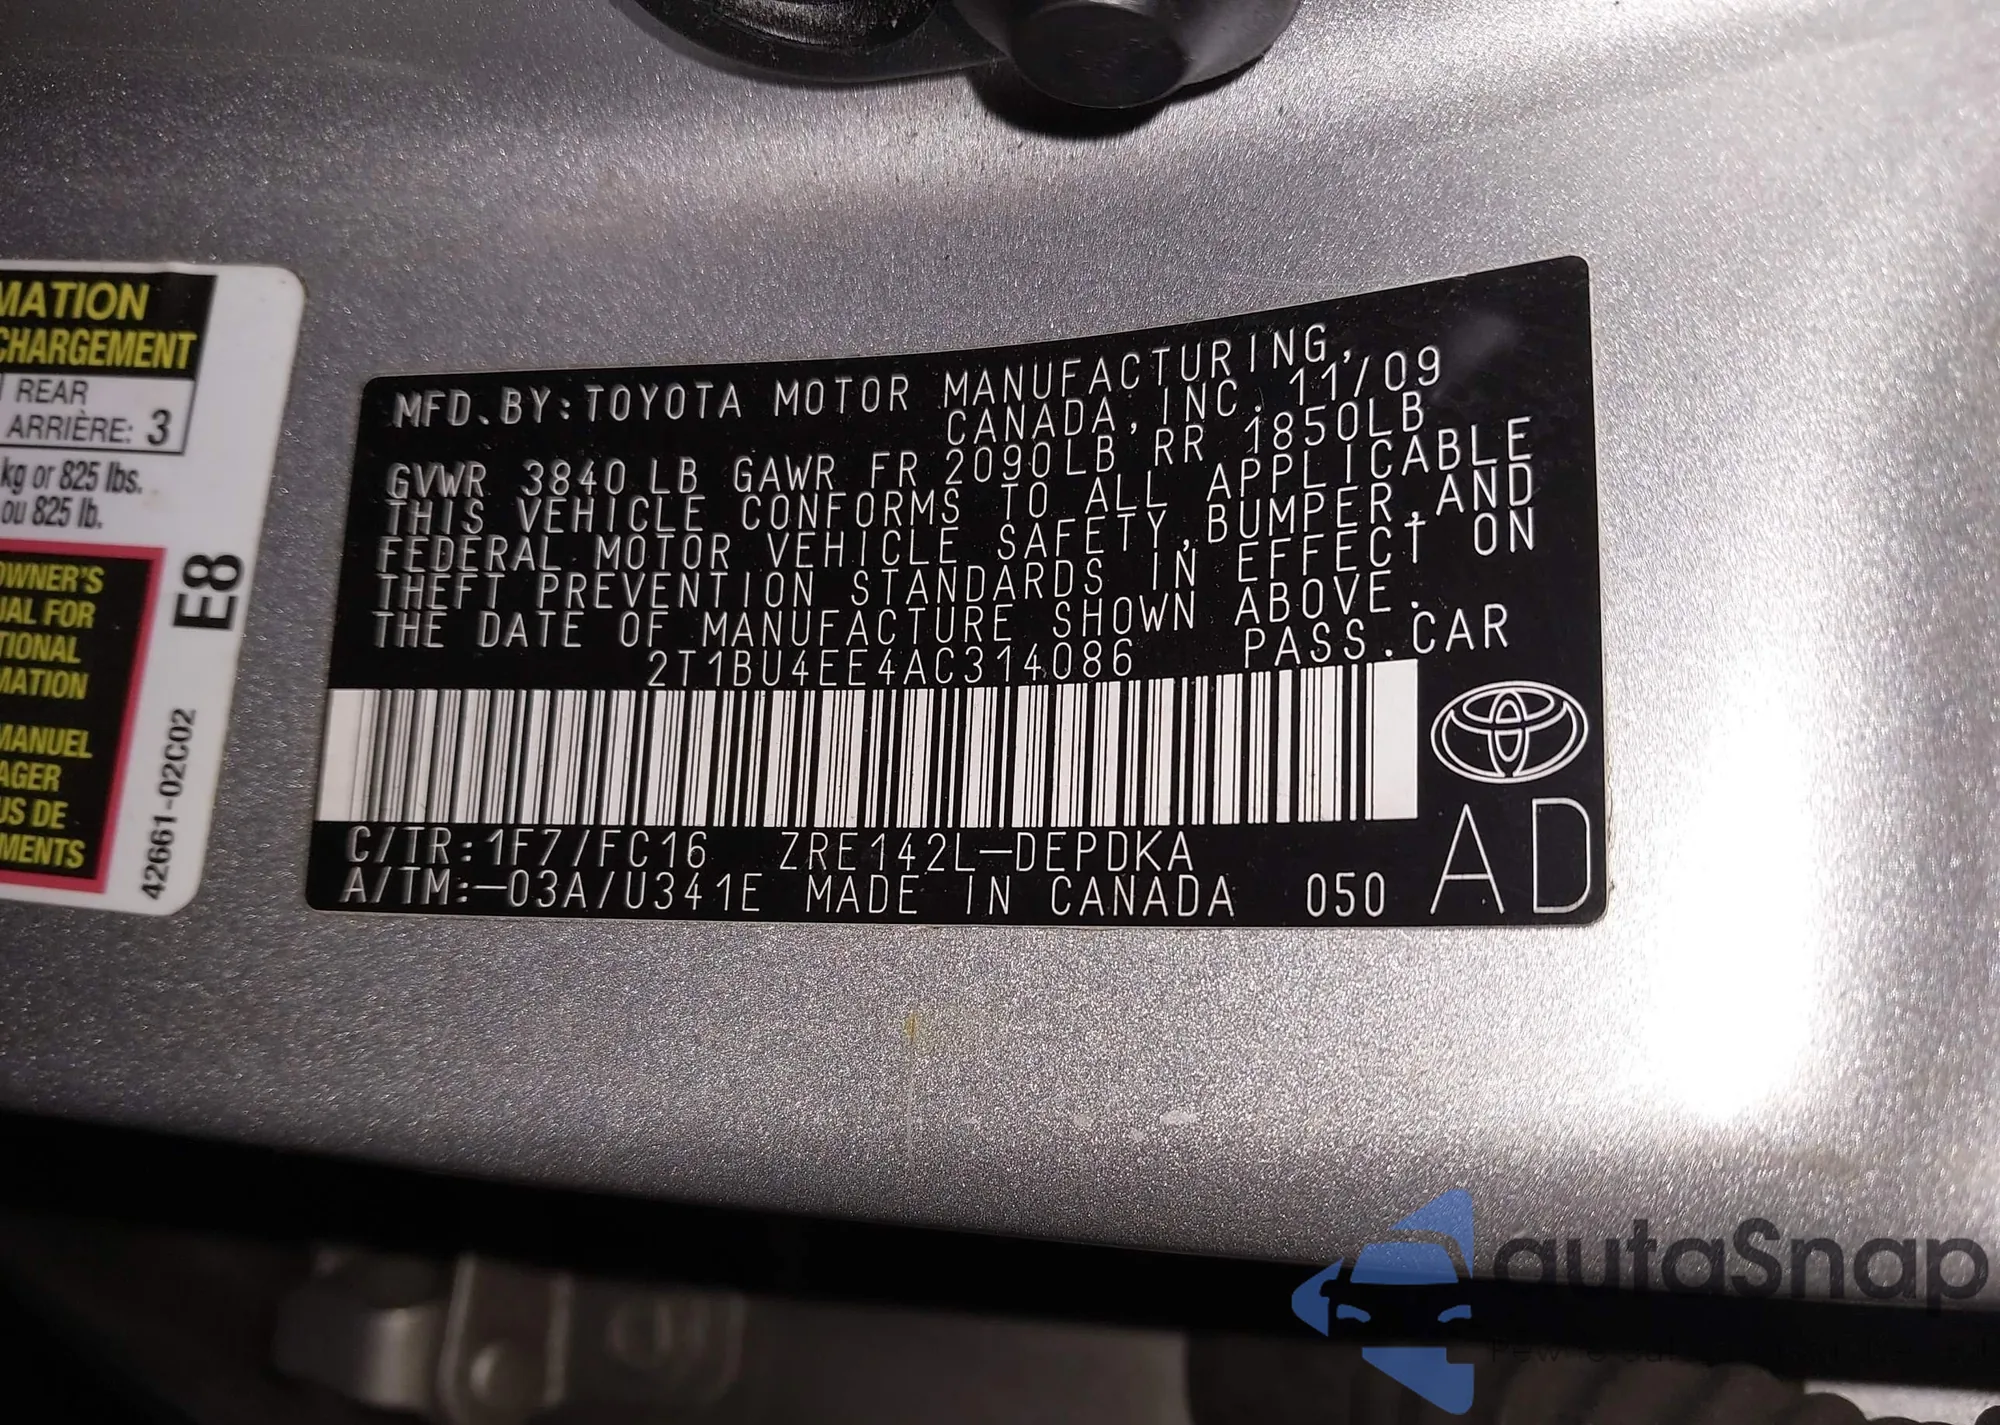 MATION
CHARGEMENT
REAR
ARRIÈRE: 3
kg or 825 lbs.
ou 825 lb.
OWNER'S
UAL FOR
TIONAL
MATION
MANUEL
AGER
US DE
MENTS
E8
42661-02C02
MFD.BY:TOYOTA MOTOR MANUFACTURING,
CANADA,INC. 11/09
GVWR 3840LB GAWR FR 2090LB RR 1850LB
THIS VEHICLE CONFORMS TO ALL APPLICABLE
FEDERAL MOTOR VEHICLE SAFETY,BUMPER,AND
THEFT PREVENTION STANDARDS IN EFFECT ON
THE DATE OF MANUFACTURE SHOWN ABOVE.
2T1BU4EE4AC314086 PASS.CAR
C/TR:1F7/FC16 ZRE142L-DEPDKA
A/TM:-03A/U341E MADE IN CANADA 050
AD
autaSnap